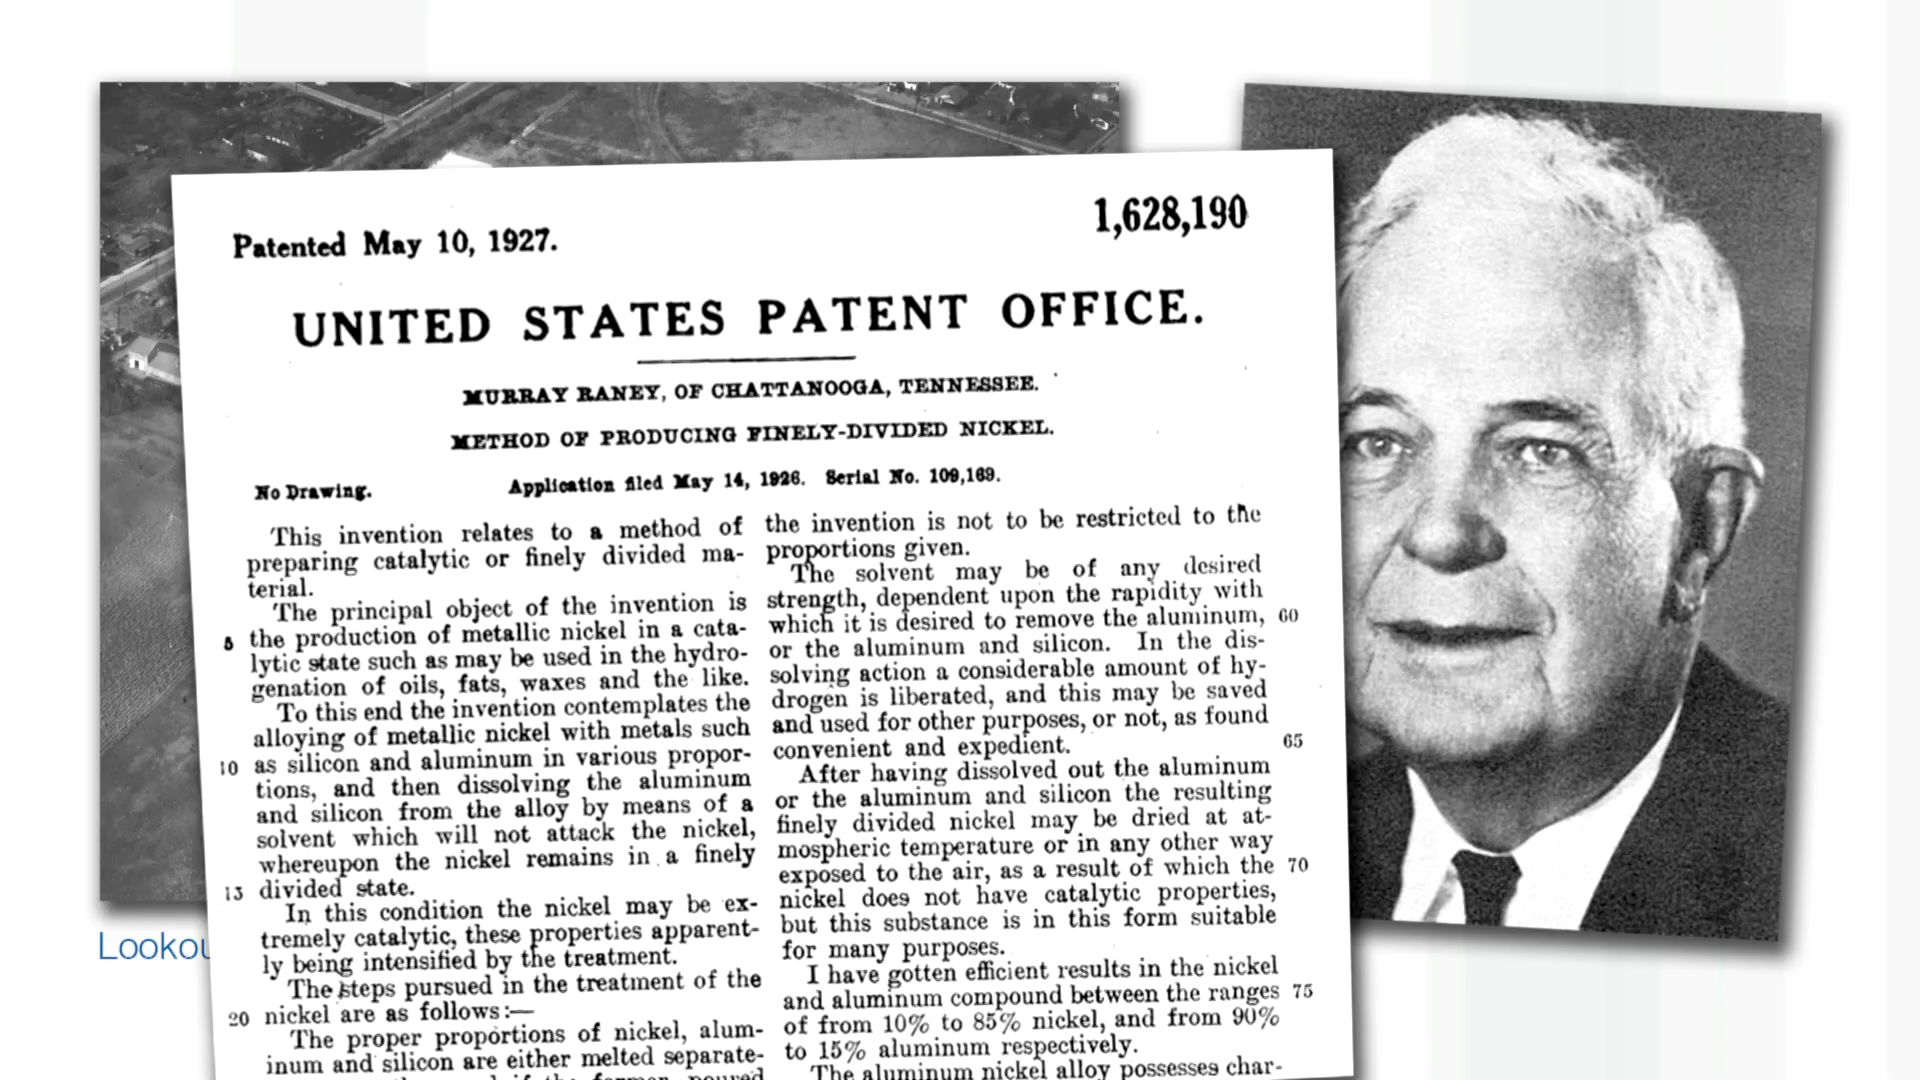 Patented May 10, 1927.
1,628,190
UNITED STATES PATENT OFFICE.
MURRAY RANEY, OF CHATTANOOGA, TENNESSEE.
METHOD OF PRODUCING FINELY-DIVIDED NICKEL.
No Drawing. Application filed May 14, 1926. Serial No. 109,169.
This invention relates to a method of
preparing catalytic or finely divided ma-
terial.
The principal object of the invention is
5 the production of metallic nickel in a cata-
lytic state such as may be used in the hydro-
genation of oils, fats, waxes and the like.
To this end the invention contemplates the
alloying of metallic nickel with metals such
10 as silicon and aluminum in various propor-
tions, and then dissolving the aluminum
and silicon from the alloy by means of a
solvent which will not attack the nickel,
whereupon the nickel remains in a finely
15 divided state.
In this condition the nickel may be ex-
tremely catalytic, these properties apparent-
ly being intensified by the treatment.
The steps pursued in the treatment of the
20 nickel are as follows:—
The proper proportions of nickel, alum-
inum and silicon are either melted separate-
the invention is not to be restricted to the
proportions given.
The solvent may be of any desired
strength, dependent upon the rapidity with
which it is desired to remove the aluminum, 60
or the aluminum and silicon. In the dis-
solving action a considerable amount of hy-
drogen is liberated, and this may be saved
and used for other purposes, or not, as found
convenient and expedient. 65
After having dissolved out the aluminum
or the aluminum and silicon the resulting
finely divided nickel may be dried at at-
mospheric temperature or in any other way
exposed to the air, as a result of which the 70
nickel does not have catalytic properties,
but this substance is in this form suitable
for many purposes.
I have gotten efficient results in the nickel
and aluminum compound between the ranges 75
of from 10% to 85% nickel, and from 90%
to 15% aluminum respectively.
The aluminum nickel alloy possesses char-
Lookou